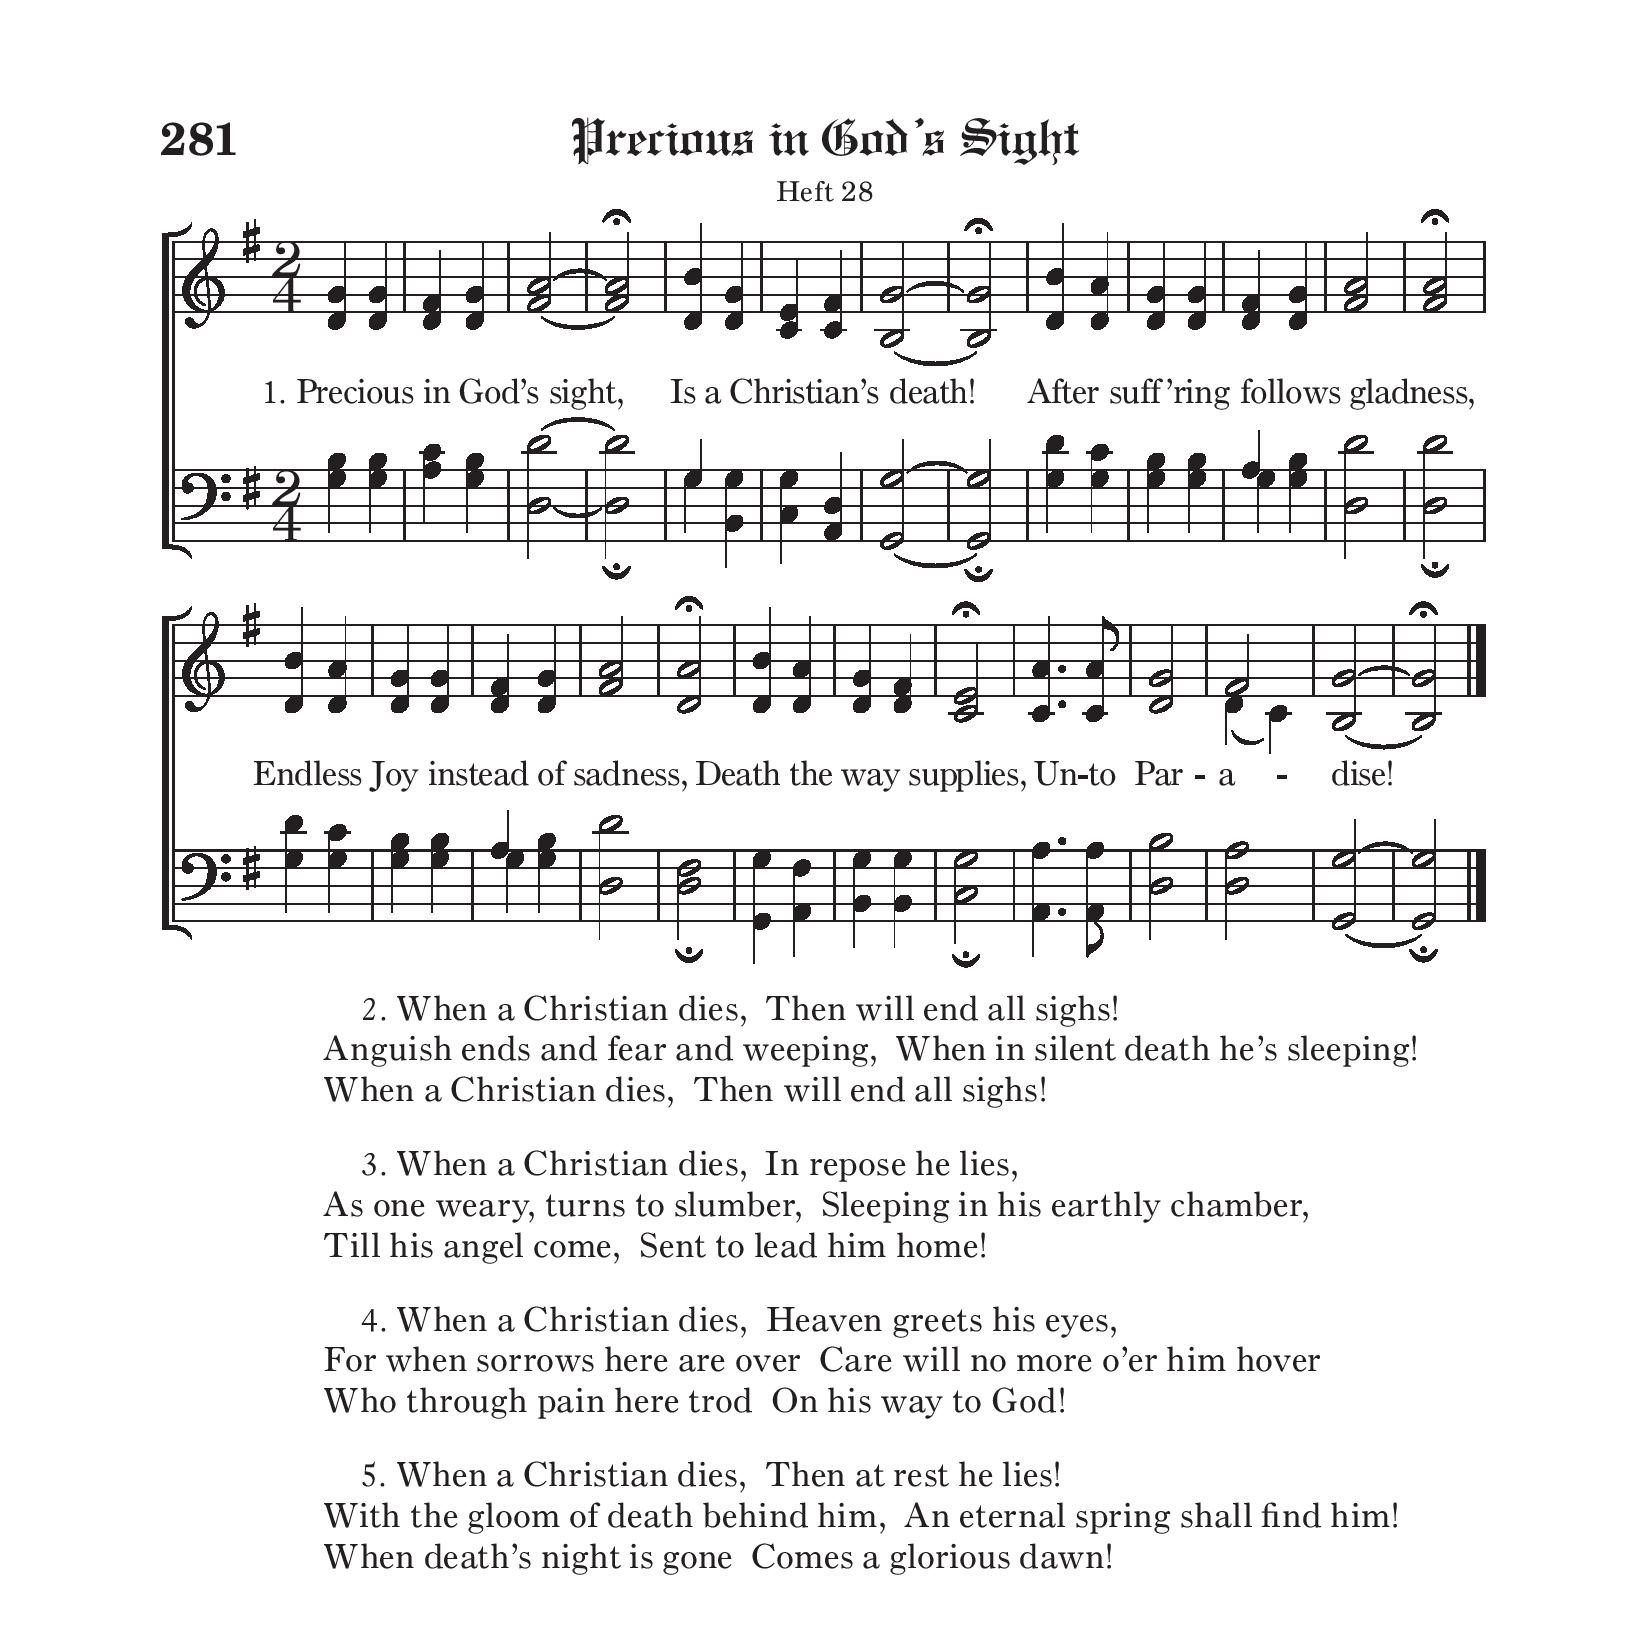 281 Precious in God’s Sight
Heft 28
1. Precious in God’s sight, Is a Christian’s death! After suff’ring follows gladness,
Endless Joy instead of sadness, Death the way supplies, Un-to Par - a - dise!
2. When a Christian dies, Then will end all sighs!
Anguish ends and fear and weeping, When in silent death he’s sleeping!
When a Christian dies, Then will end all sighs!
3. When a Christian dies, In repose he lies,
As one weary, turns to slumber, Sleeping in his earthly chamber,
Till his angel come, Sent to lead him home!
4. When a Christian dies, Heaven greets his eyes,
For when sorrows here are over Care will no more o’er him hover
Who through pain here trod On his way to God!
5. When a Christian dies, Then at rest he lies!
With the gloom of death behind him, An eternal spring shall find him!
When death’s night is gone Comes a glorious dawn!